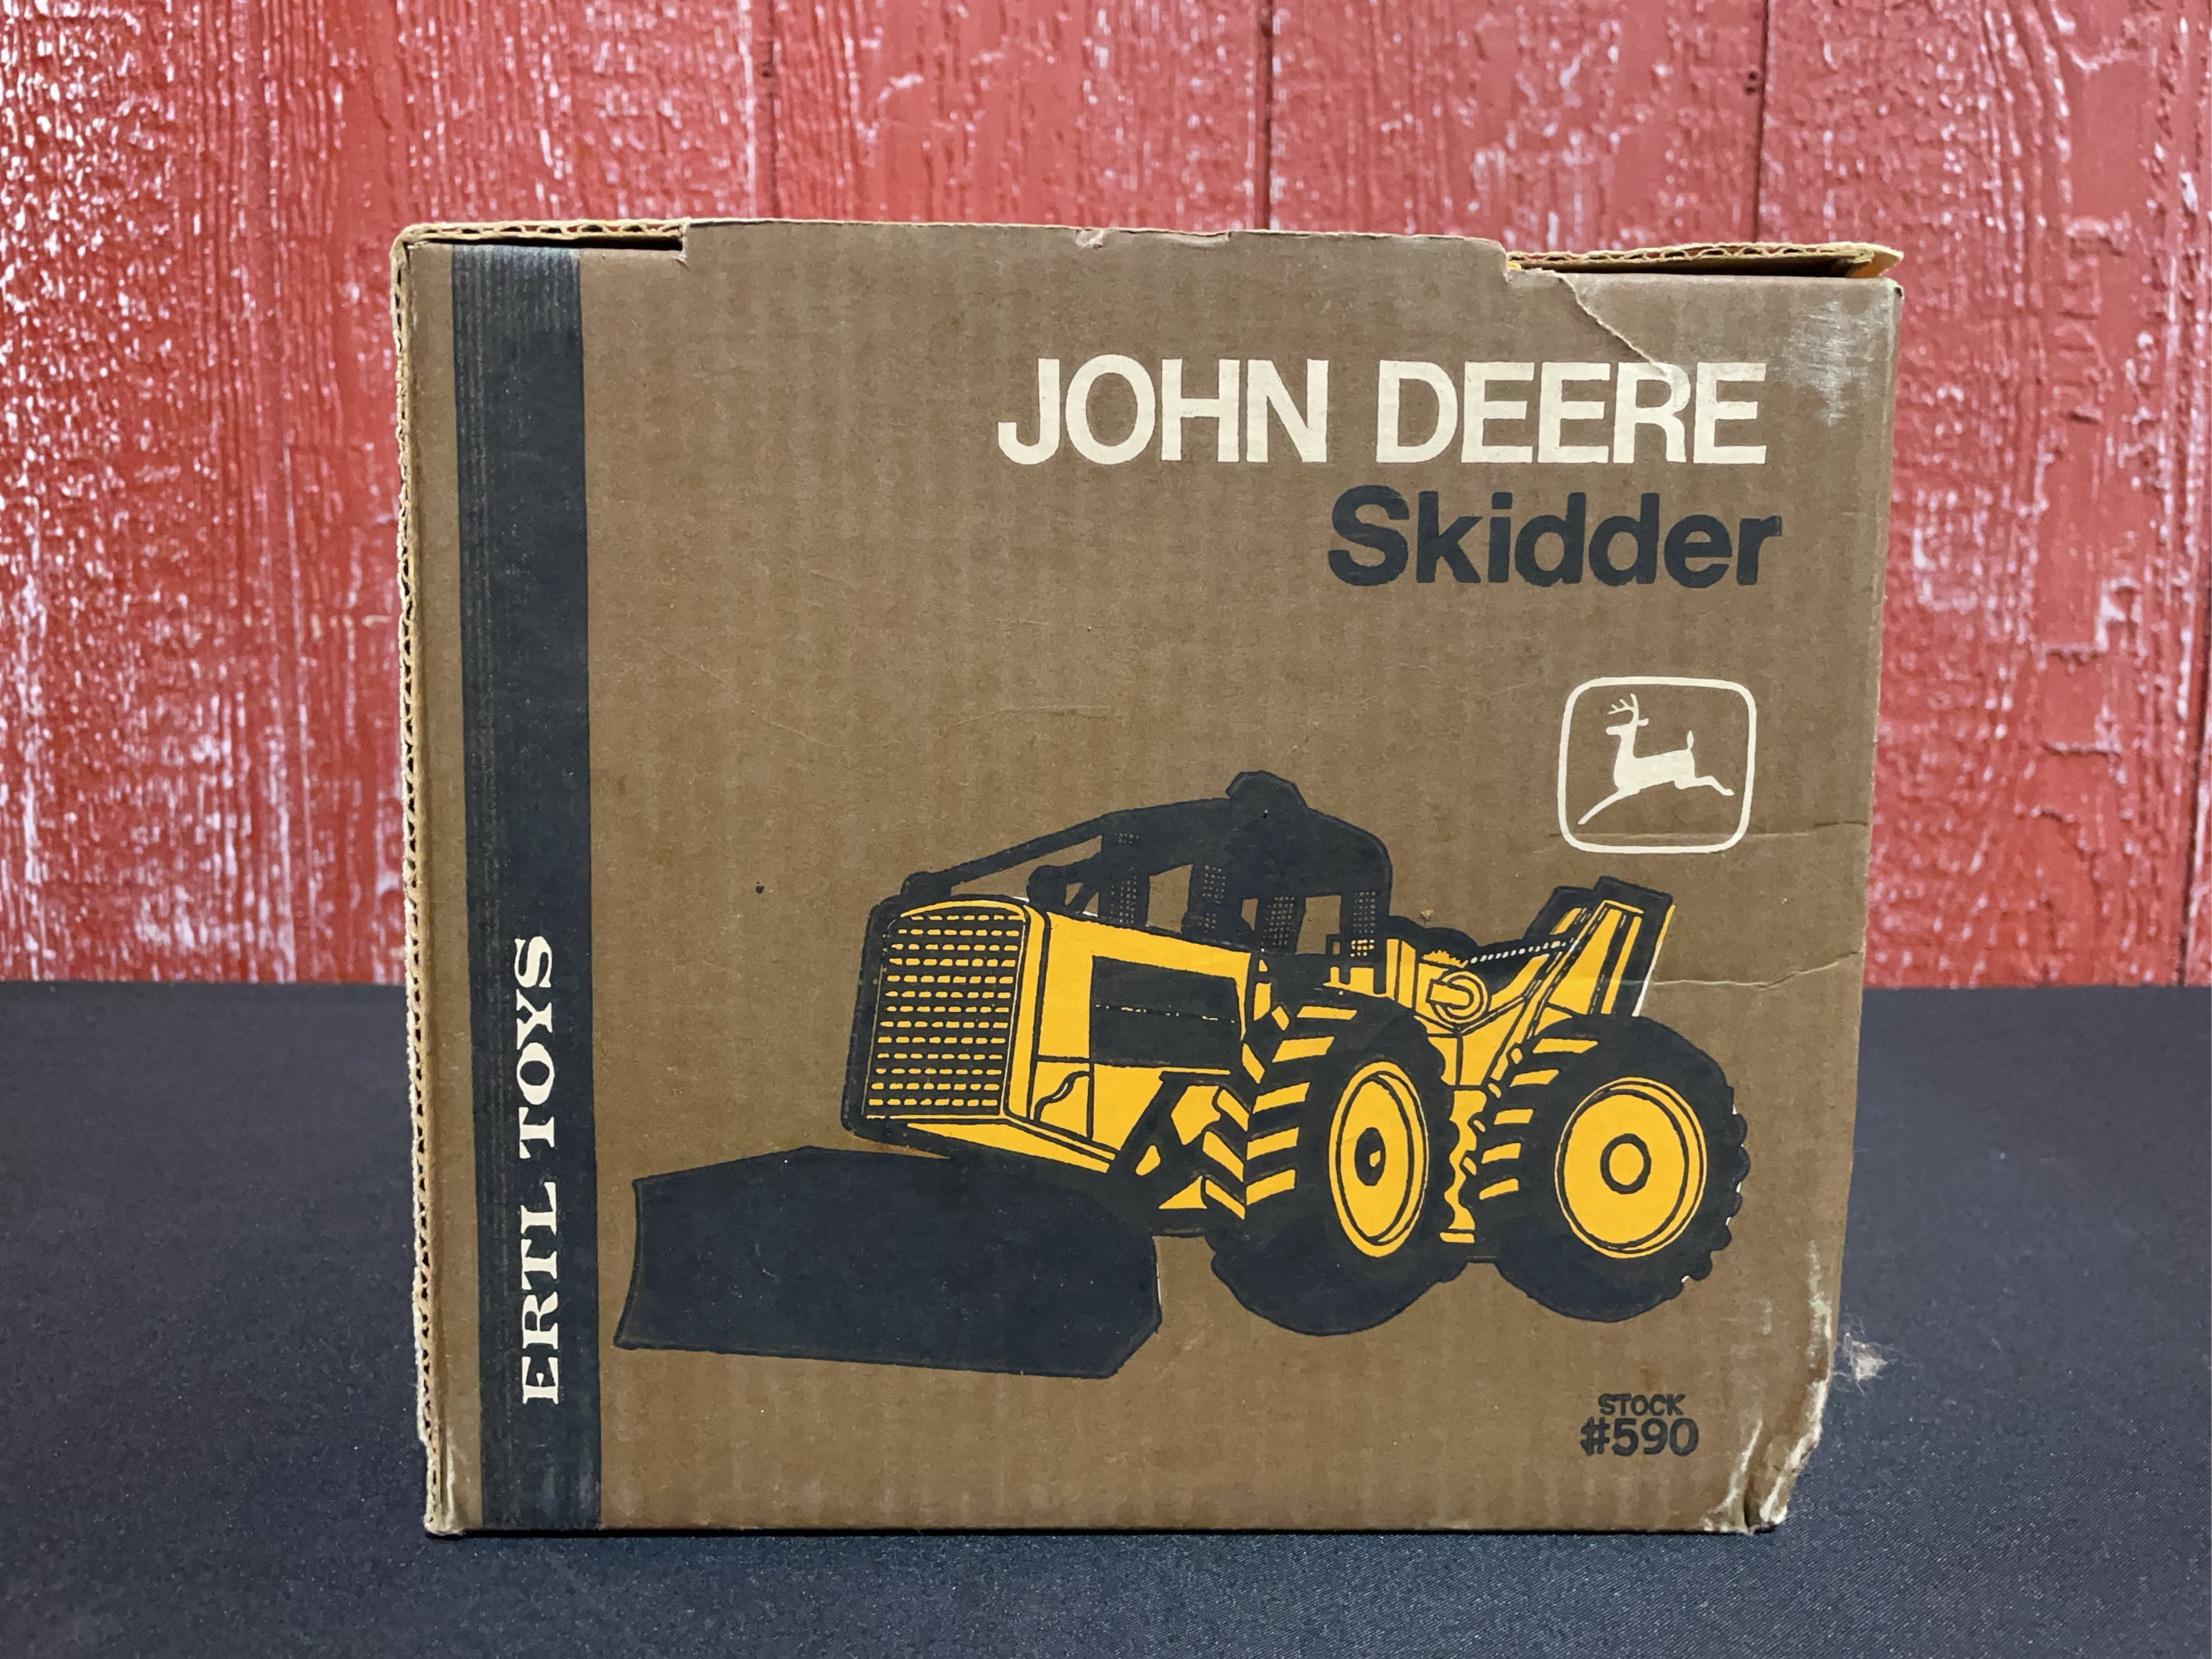 JOHN DEERE
Skidder
ERTL TOYS
STOCK
#590